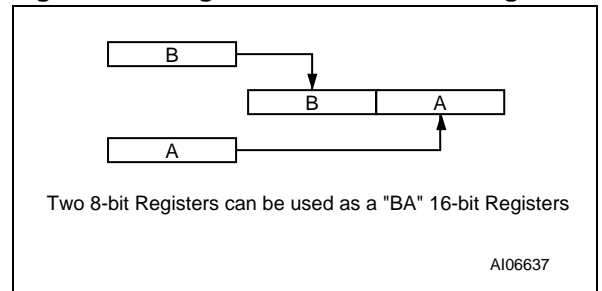 B
B A
A
Two 8-bit Registers can be used as a "BA" 16-bit Registers
AI06637